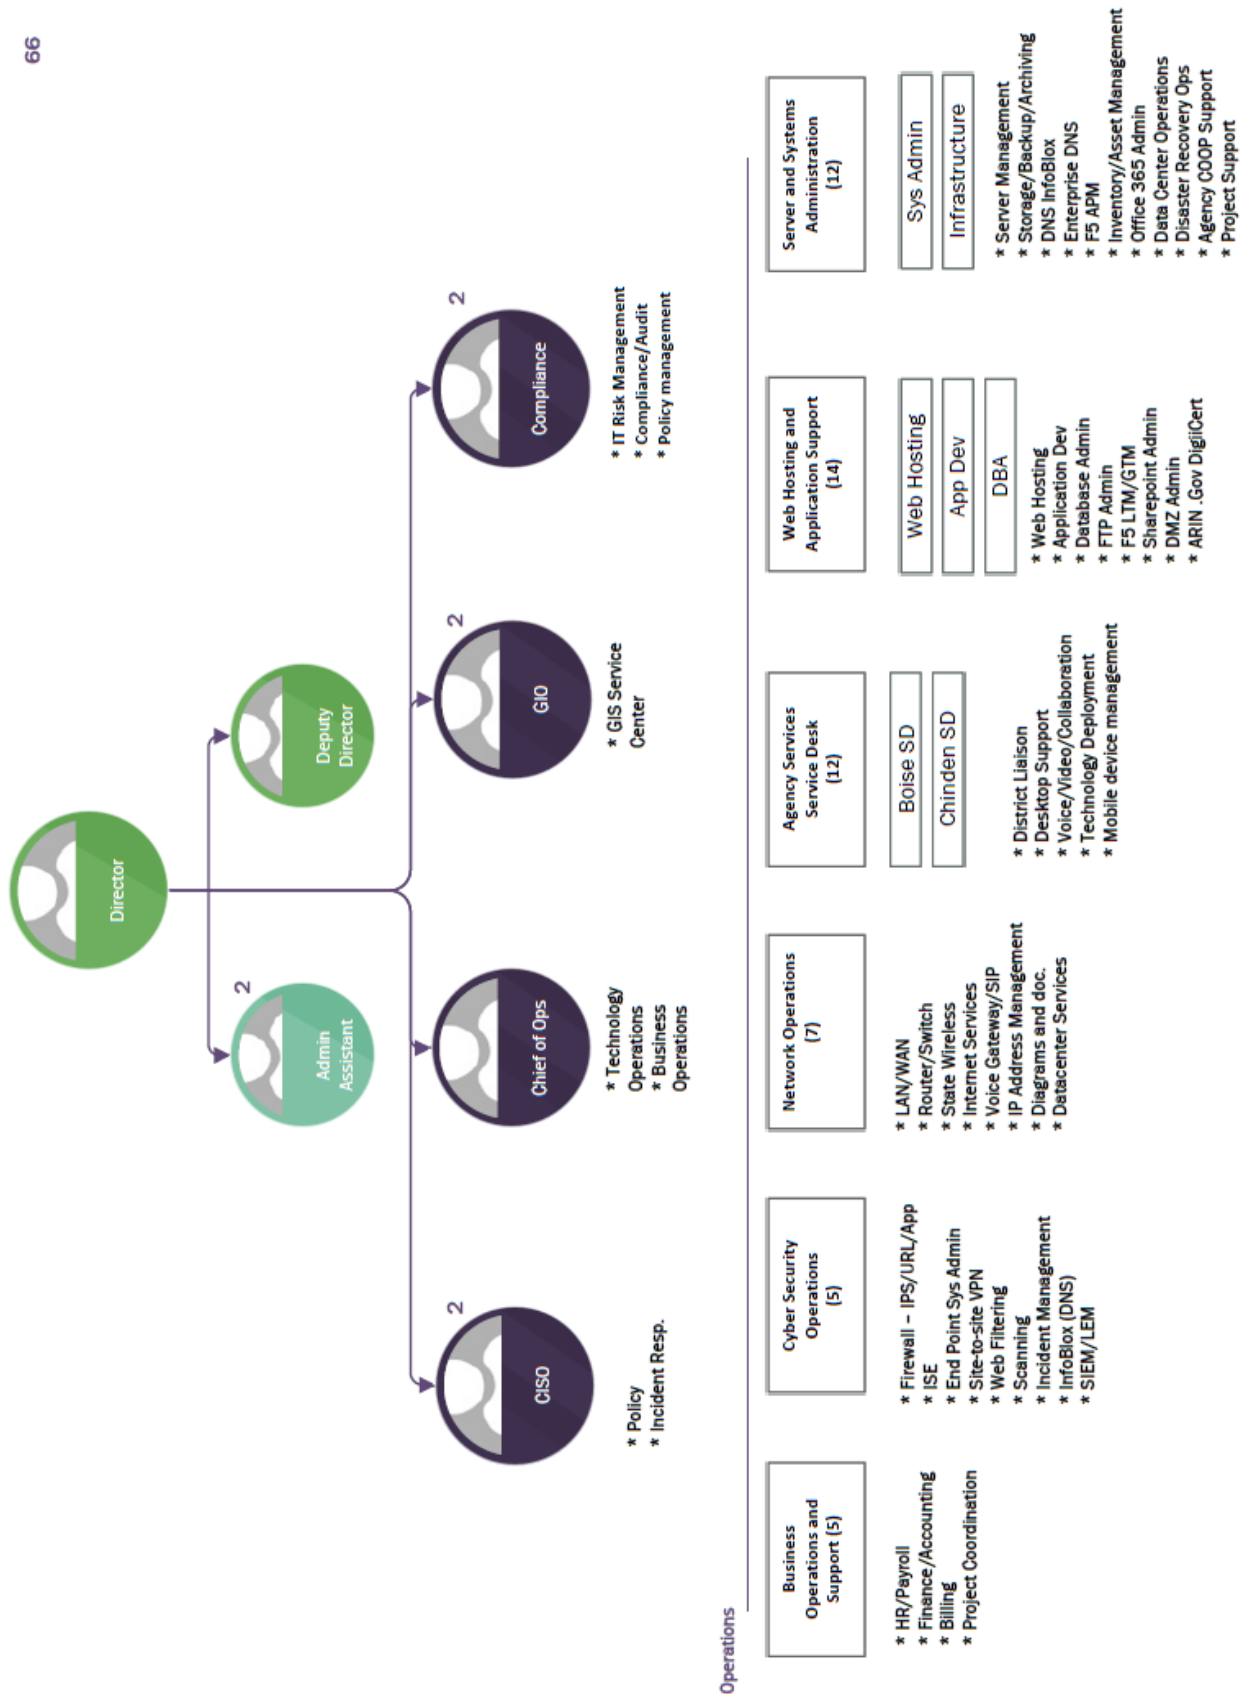 66
Director
2
Admin
Assistant
Deputy
Director
2
CISO
* Policy
* Incident Resp.
Chief of Ops
* Technology
Operations
* Business
Operations
2
GIO
* GIS Service
Center
2
Compliance
* IT Risk Management
* Compliance/Audit
* Policy management
Operations
Business
Operations and
Support (5)
* HR/Payroll
* Finance/Accounting
* Billing
* Project Coordination
Cyber Security
Operations
(5)
* Firewall – IPS/URL/App
* ISE
* End Point Sys Admin
* Site-to-site VPN
* Web Filtering
* Scanning
* Incident Management
* InfoBlox (DNS)
* SIEM/LEM
Network Operations
(7)
* LAN/WAN
* Router/Switch
* State Wireless
* Internet Services
* Voice Gateway/SIP
* IP Address Management
* Diagrams and doc.
* Datacenter Services
Agency Services
Service Desk
(12)
Boise SD
Chinden SD
* District Liaison
* Desktop Support
* Voice/Video/Collaboration
* Technology Deployment
* Mobile device management
Web Hosting and
Application Support
(14)
Web Hosting
App Dev
DBA
* Web Hosting
* Application Dev
* Database Admin
* FTP Admin
* F5 LTM/GTM
* Sharepoint Admin
* DMZ Admin
* ARIN .Gov DigiiCert
Server and Systems
Administration
(12)
Sys Admin
Infrastructure
* Server Management
* Storage/Backup/Archiving
* DNS InfoBlox
* Enterprise DNS
* F5 APM
* Inventory/Asset Management
* Office 365 Admin
* Data Center Operations
* Disaster Recovery Ops
* Agency COOP Support
* Project Support